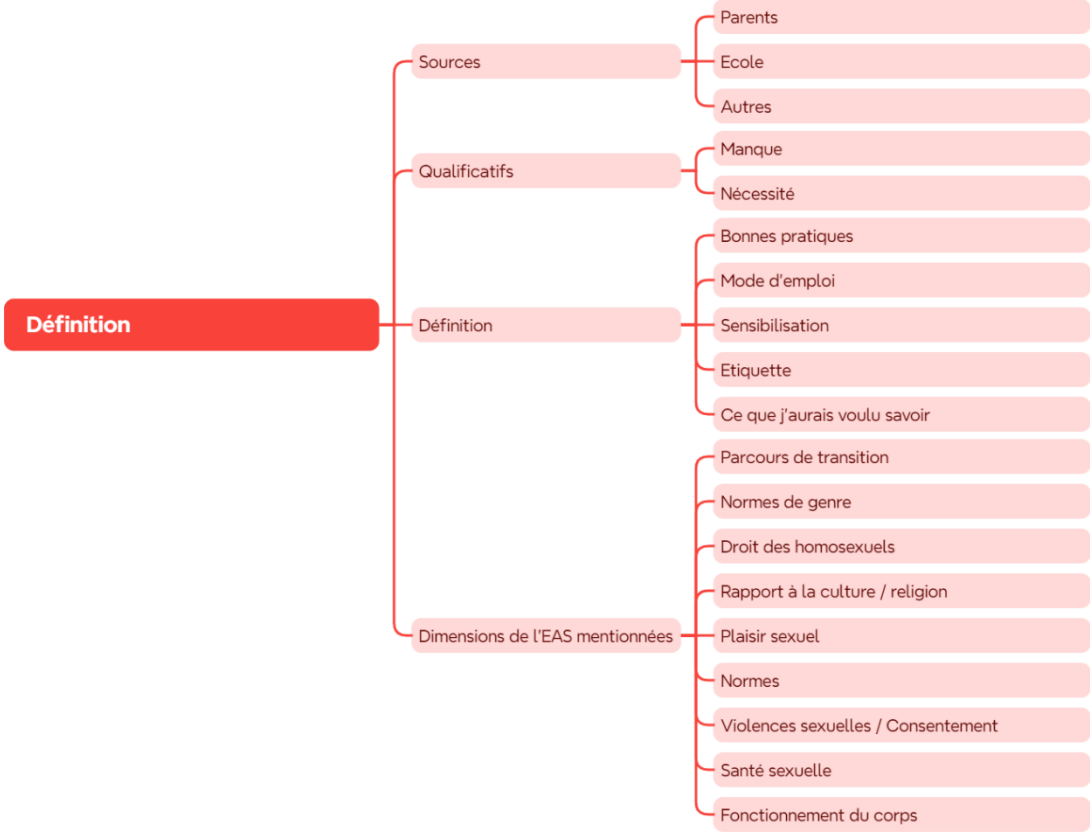 Définition
Sources
Parents
Ecole
Autres
Qualificatifs
Manque
Nécessité
Définition
Bonnes pratiques
Mode d'emploi
Sensibilisation
Etiquette
Ce que j'aurais voulu savoir
Dimensions de l'EAS mentionnées
Parcours de transition
Normes de genre
Droit des homosexuels
Rapport à la culture / religion
Plaisir sexuel
Normes
Violences sexuelles / Consentement
Santé sexuelle
Fonctionnement du corps